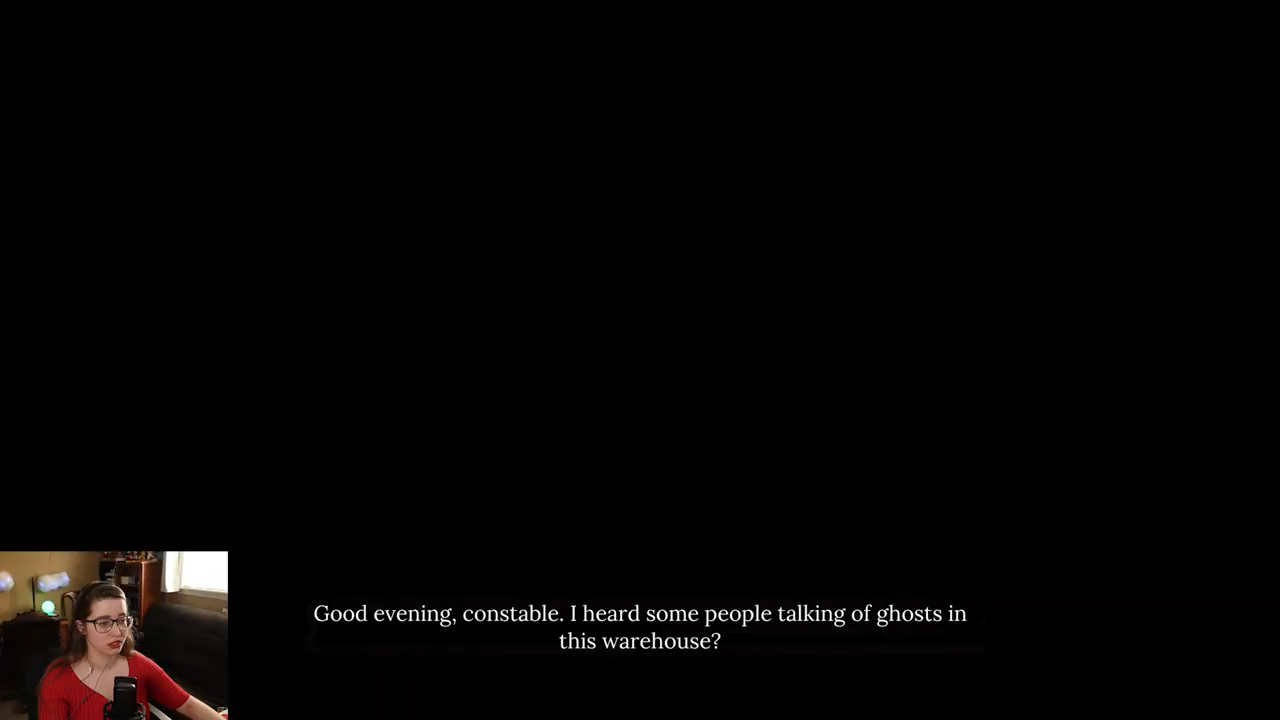 Good evening, constable. I heard some people talking of ghosts in
this warehouse?